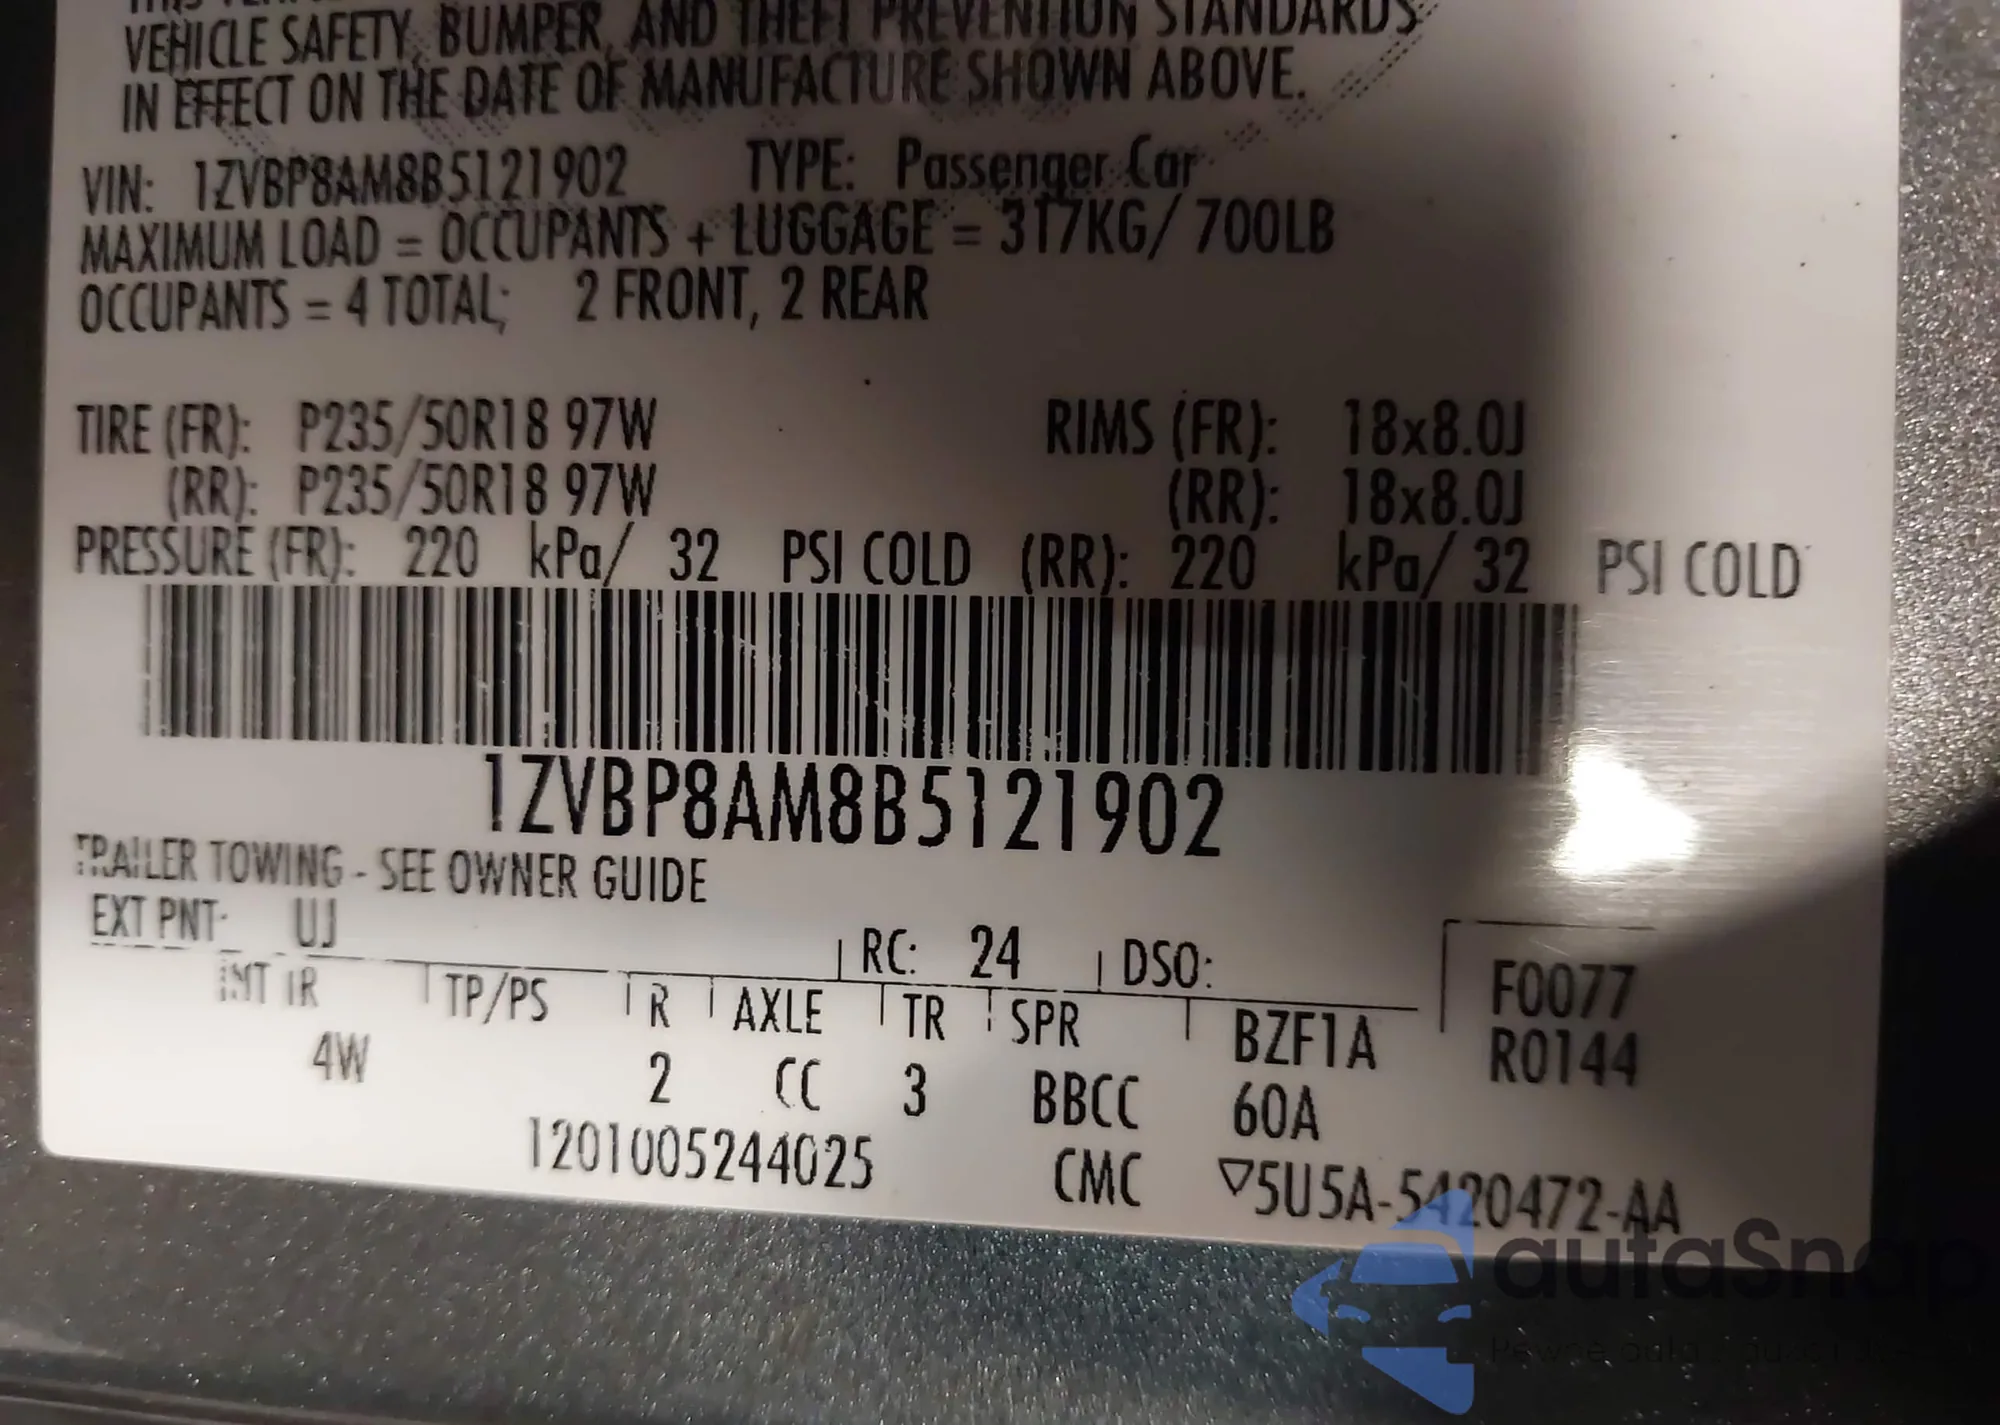 VEHICLE SAFETY, BUMPER, AND THEFT PREVENTION STANDARDS
IN EFFECT ON THE DATE OF MANUFACTURE SHOWN ABOVE.
VIN: 1ZVBP8AM8B5121902 TYPE: Passenger Car
MAXIMUM LOAD = OCCUPANTS + LUGGAGE = 317KG/ 700LB
OCCUPANTS = 4 TOTAL; 2 FRONT, 2 REAR
TIRE (FR): P235/50R18 97W RIMS (FR): 18x8.0J
(RR): P235/50R18 97W (RR): 18x8.0J
PRESSURE (FR): 220 kPa/ 32 PSI COLD (RR): 220 kPa/ 32 PSI COLD
1ZVBP8AM8B5121902
TRAILER TOWING - SEE OWNER GUIDE
EXT PNT: UJ RC: 24 DSO:
INT TR TP/PS R AXLE TR SPR BZF1A F0077
4W 2 CC 3 BBCC 60A R0144
1201005244025 CMC ▽5U5A-5420472-AA
autaSnap